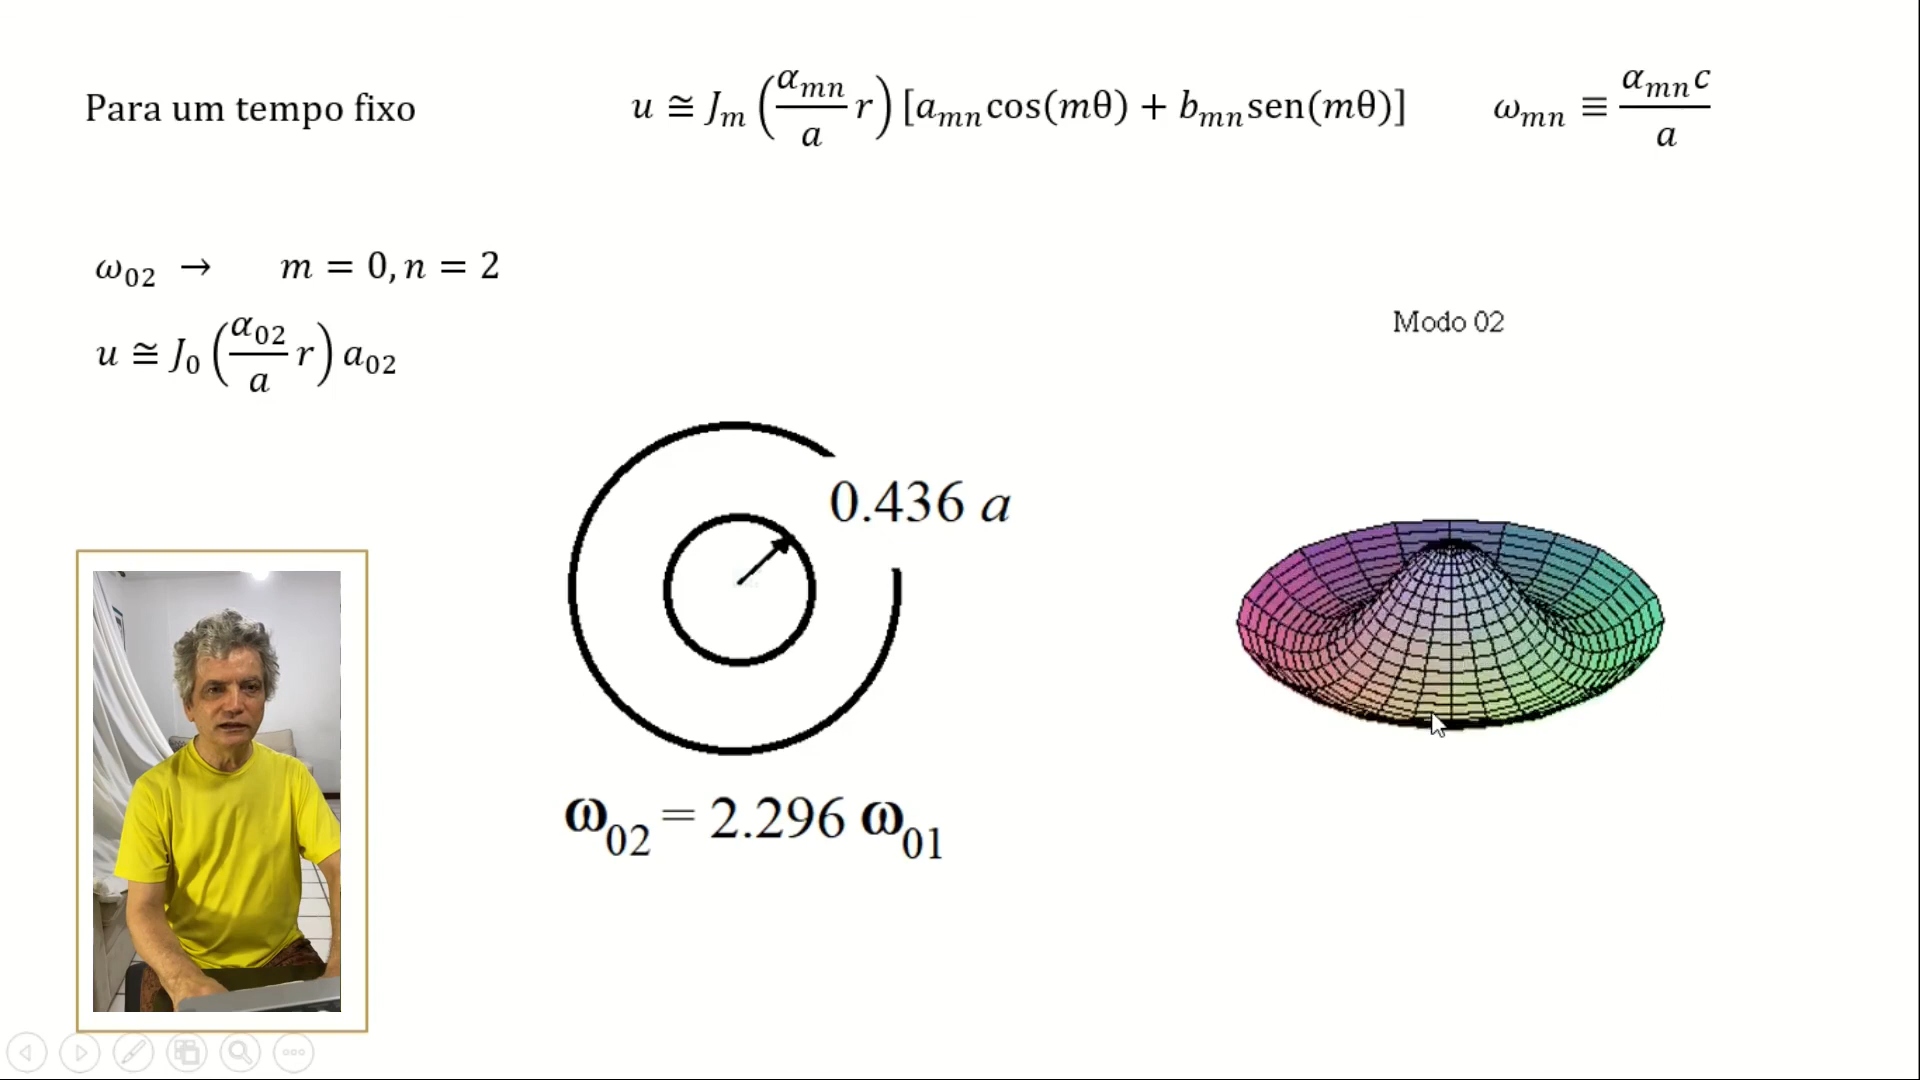 Para um tempo fixo
u ≅ J_m (α_mn/a r) [a_mn cos(mθ) + b_mn sen(mθ)]
ω_mn ≡ α_mn c/a
ω_02 → m = 0, n = 2
u ≅ J_0 (α_02/a r) a_02
Modo 02
0.436 a
ω_02 = 2.296 ω_01